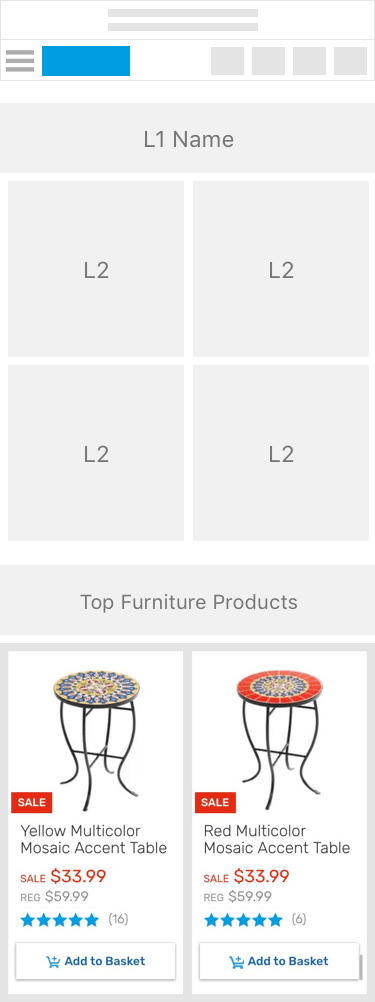 L1 Name
L2
L2
L2
L2
Top Furniture Products
SALE
Yellow Multicolor
Mosaic Accent Table
SALE $33.99
REG $59.99
(16)
Add to Basket
SALE
Red Multicolor
Mosaic Accent Table
SALE $33.99
REG $59.99
(6)
Add to Basket